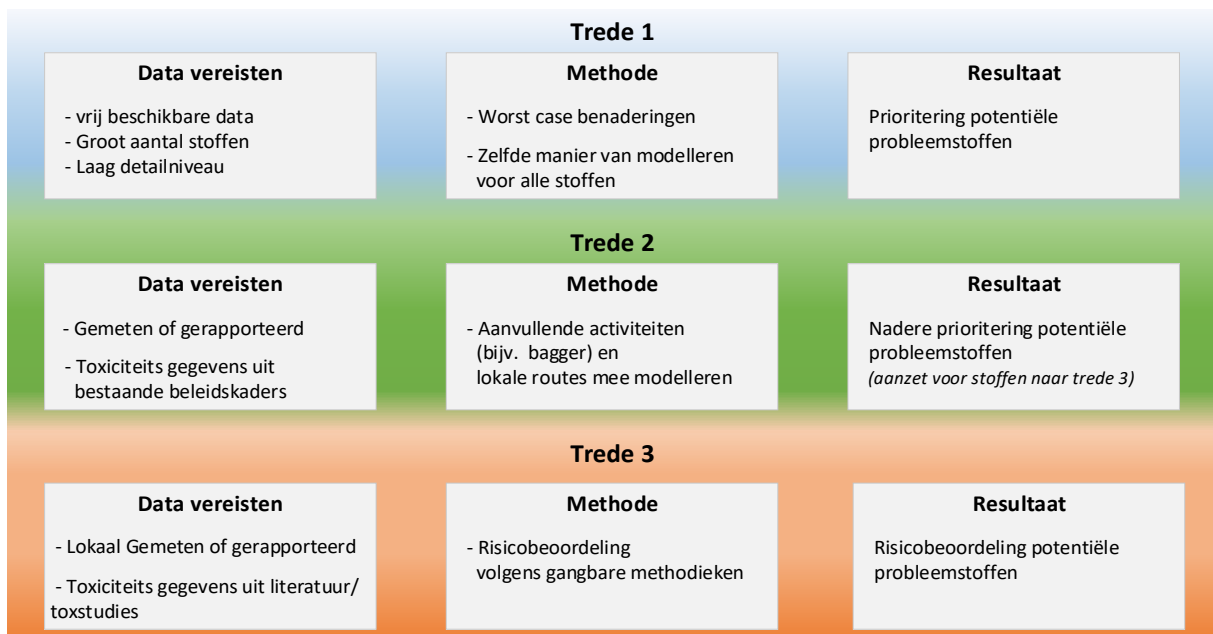 Trede 1
Data vereisten
- vrij beschikbare data
- Groot aantal stoffen
- Laag detailniveau
Methode
- Worst case benaderingen
- Zelfde manier van modelleren
voor alle stoffen
Resultaat
Prioritering potentiële
probleemstoffen
Trede 2
Data vereisten
- Gemeten of gerapporteerd
- Toxiciteits gegevens uit
bestaande beleidskaders
Methode
- Aanvullende activiteiten
(bijv. bagger) en
lokale routes mee modelleren
Resultaat
Nadere prioritering potentiële
probleemstoffen
(aanzet voor stoffen naar trede 3)
Trede 3
Data vereisten
- Lokaal Gemeten of gerapporteerd
- Toxiciteits gegevens uit literatuur/
toxstudies
Methode
- Risicobeoordeling
volgens gangbare methodieken
Resultaat
Risicobeoordeling potentiële
probleemstoffen